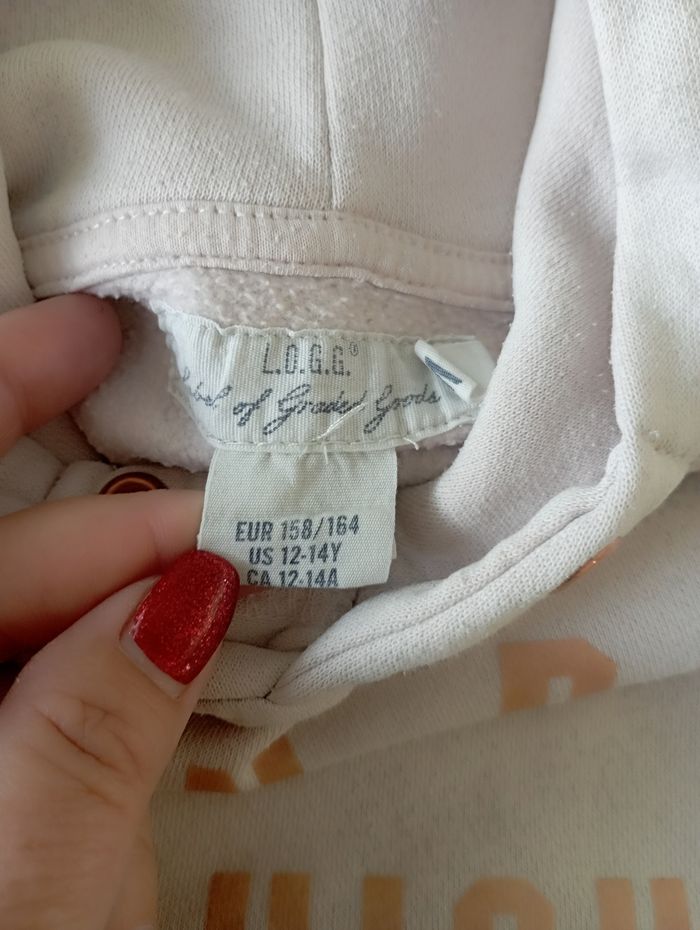 L.O.G.G.®
Label of Graded Goods
EUR 158/164
US 12-14Y
CA 12-14A